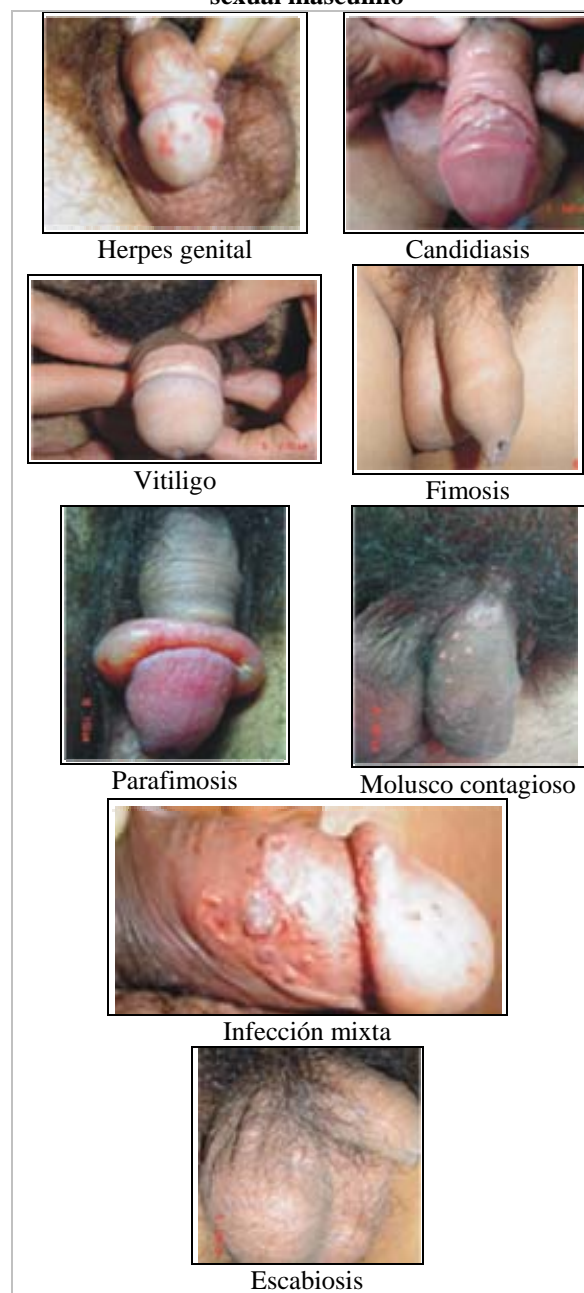 sexual masculino
Herpes genital
Candidiasis
Vitiligo
Fimosis
Parafimosis
Molusco contagioso
Infección mixta
Escabiosis